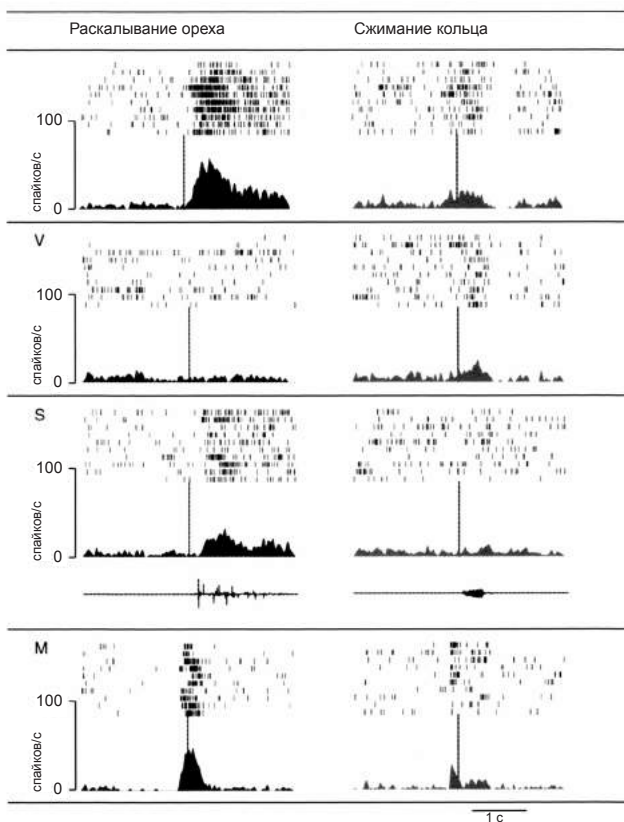 Раскалывание ореха Сжимание кольца
100
спайков/с
0
V
100
спайков/с
0
S
100
спайков/с
0
M
100
спайков/с
0
1 с